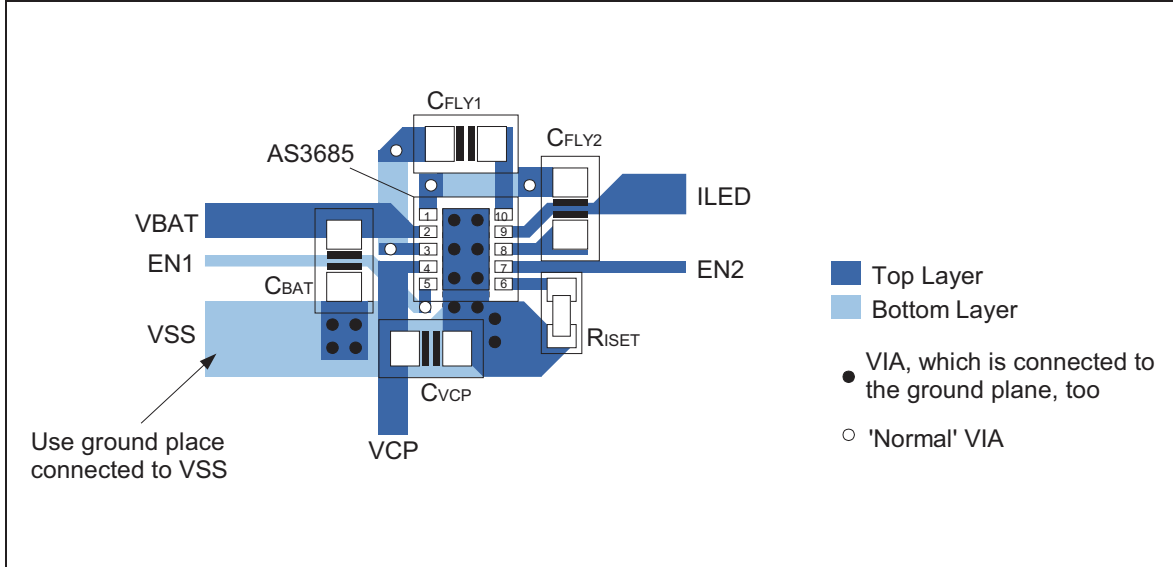 CFLY1
CFLY2
AS3685
ILED
VBAT
1
10
2
9
3
8
EN1
4
7
EN2
5
6
CBAT
Top Layer
Bottom Layer
VSS
RISET
VIA, which is connected to
the ground plane, too
CVCP
'Normal' VIA
Use ground place
connected to VSS
VCP